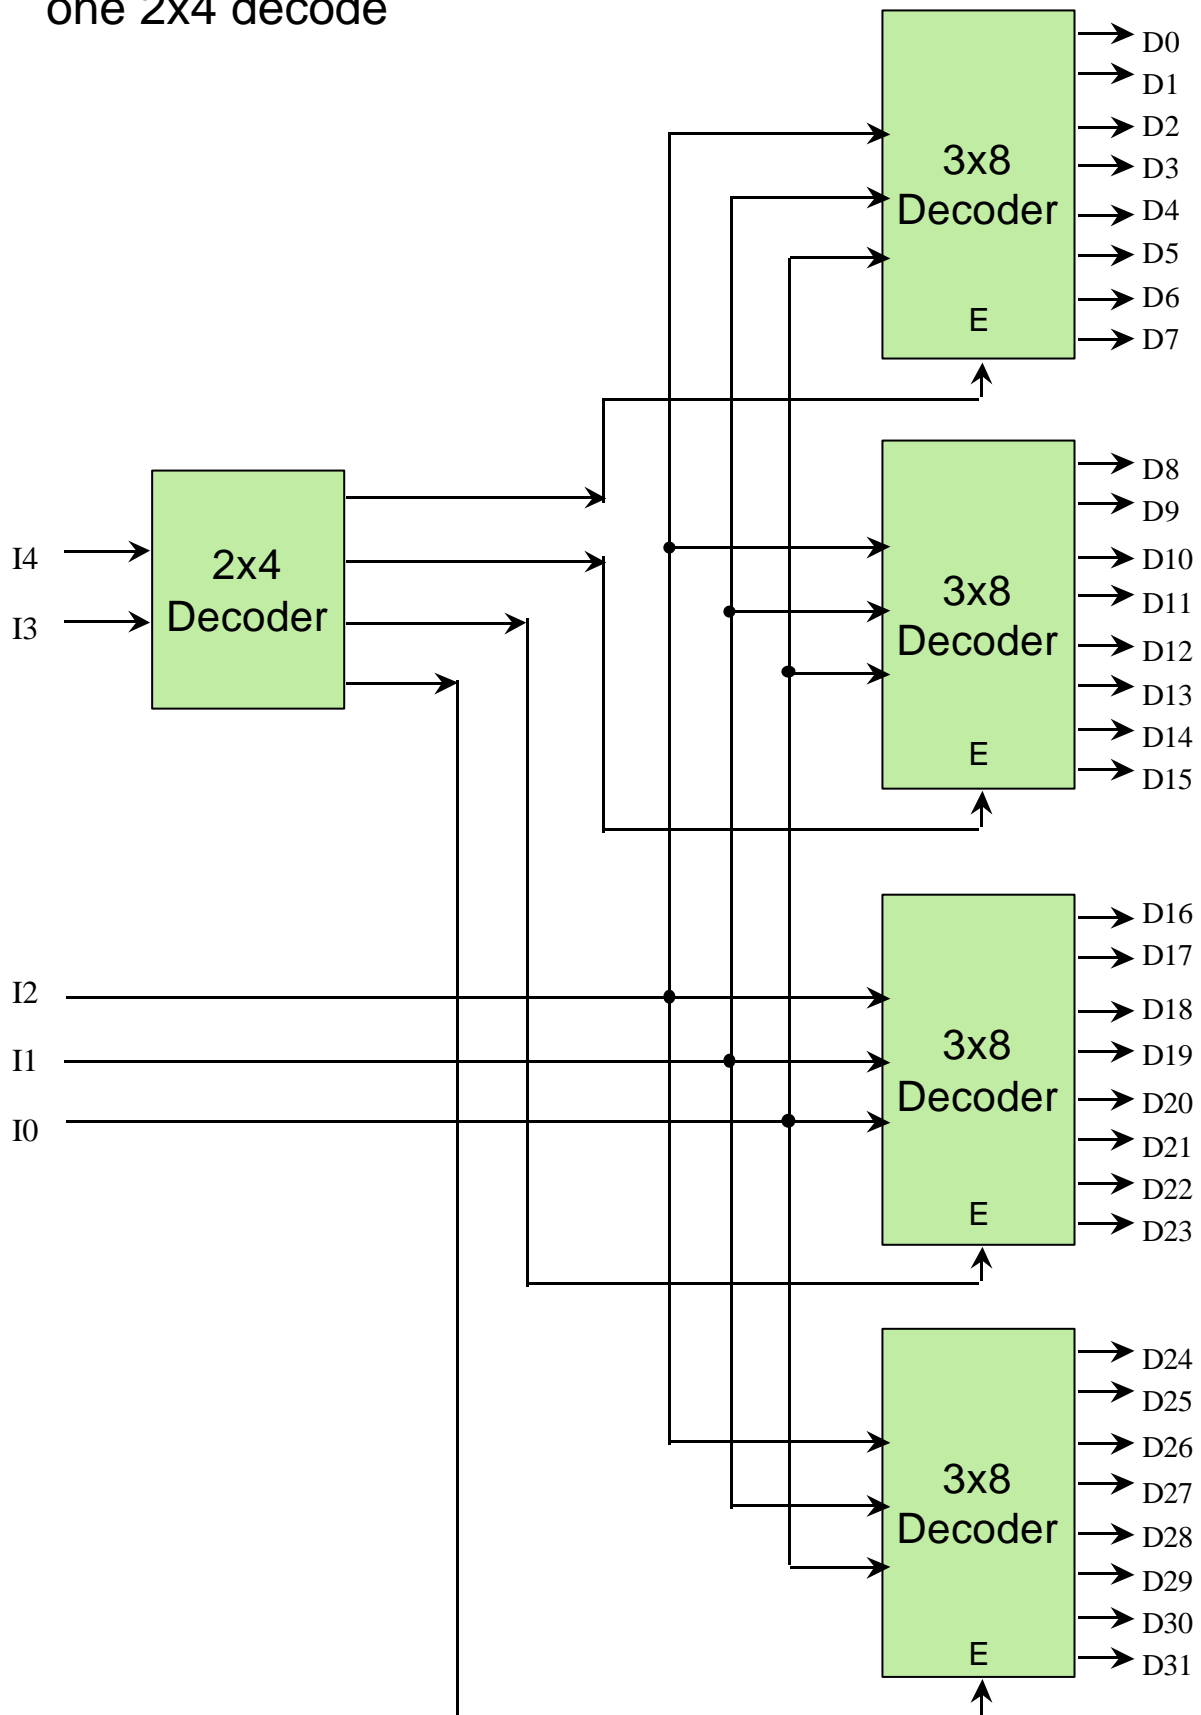 one 2x4 decode
3x8
Decoder
E
D0
D1
D2
D3
D4
D5
D6
D7
I4
I3
2x4
Decoder
3x8
Decoder
E
D8
D9
D10
D11
D12
D13
D14
D15
I2
I1
I0
3x8
Decoder
E
D16
D17
D18
D19
D20
D21
D22
D23
3x8
Decoder
E
D24
D25
D26
D27
D28
D29
D30
D31